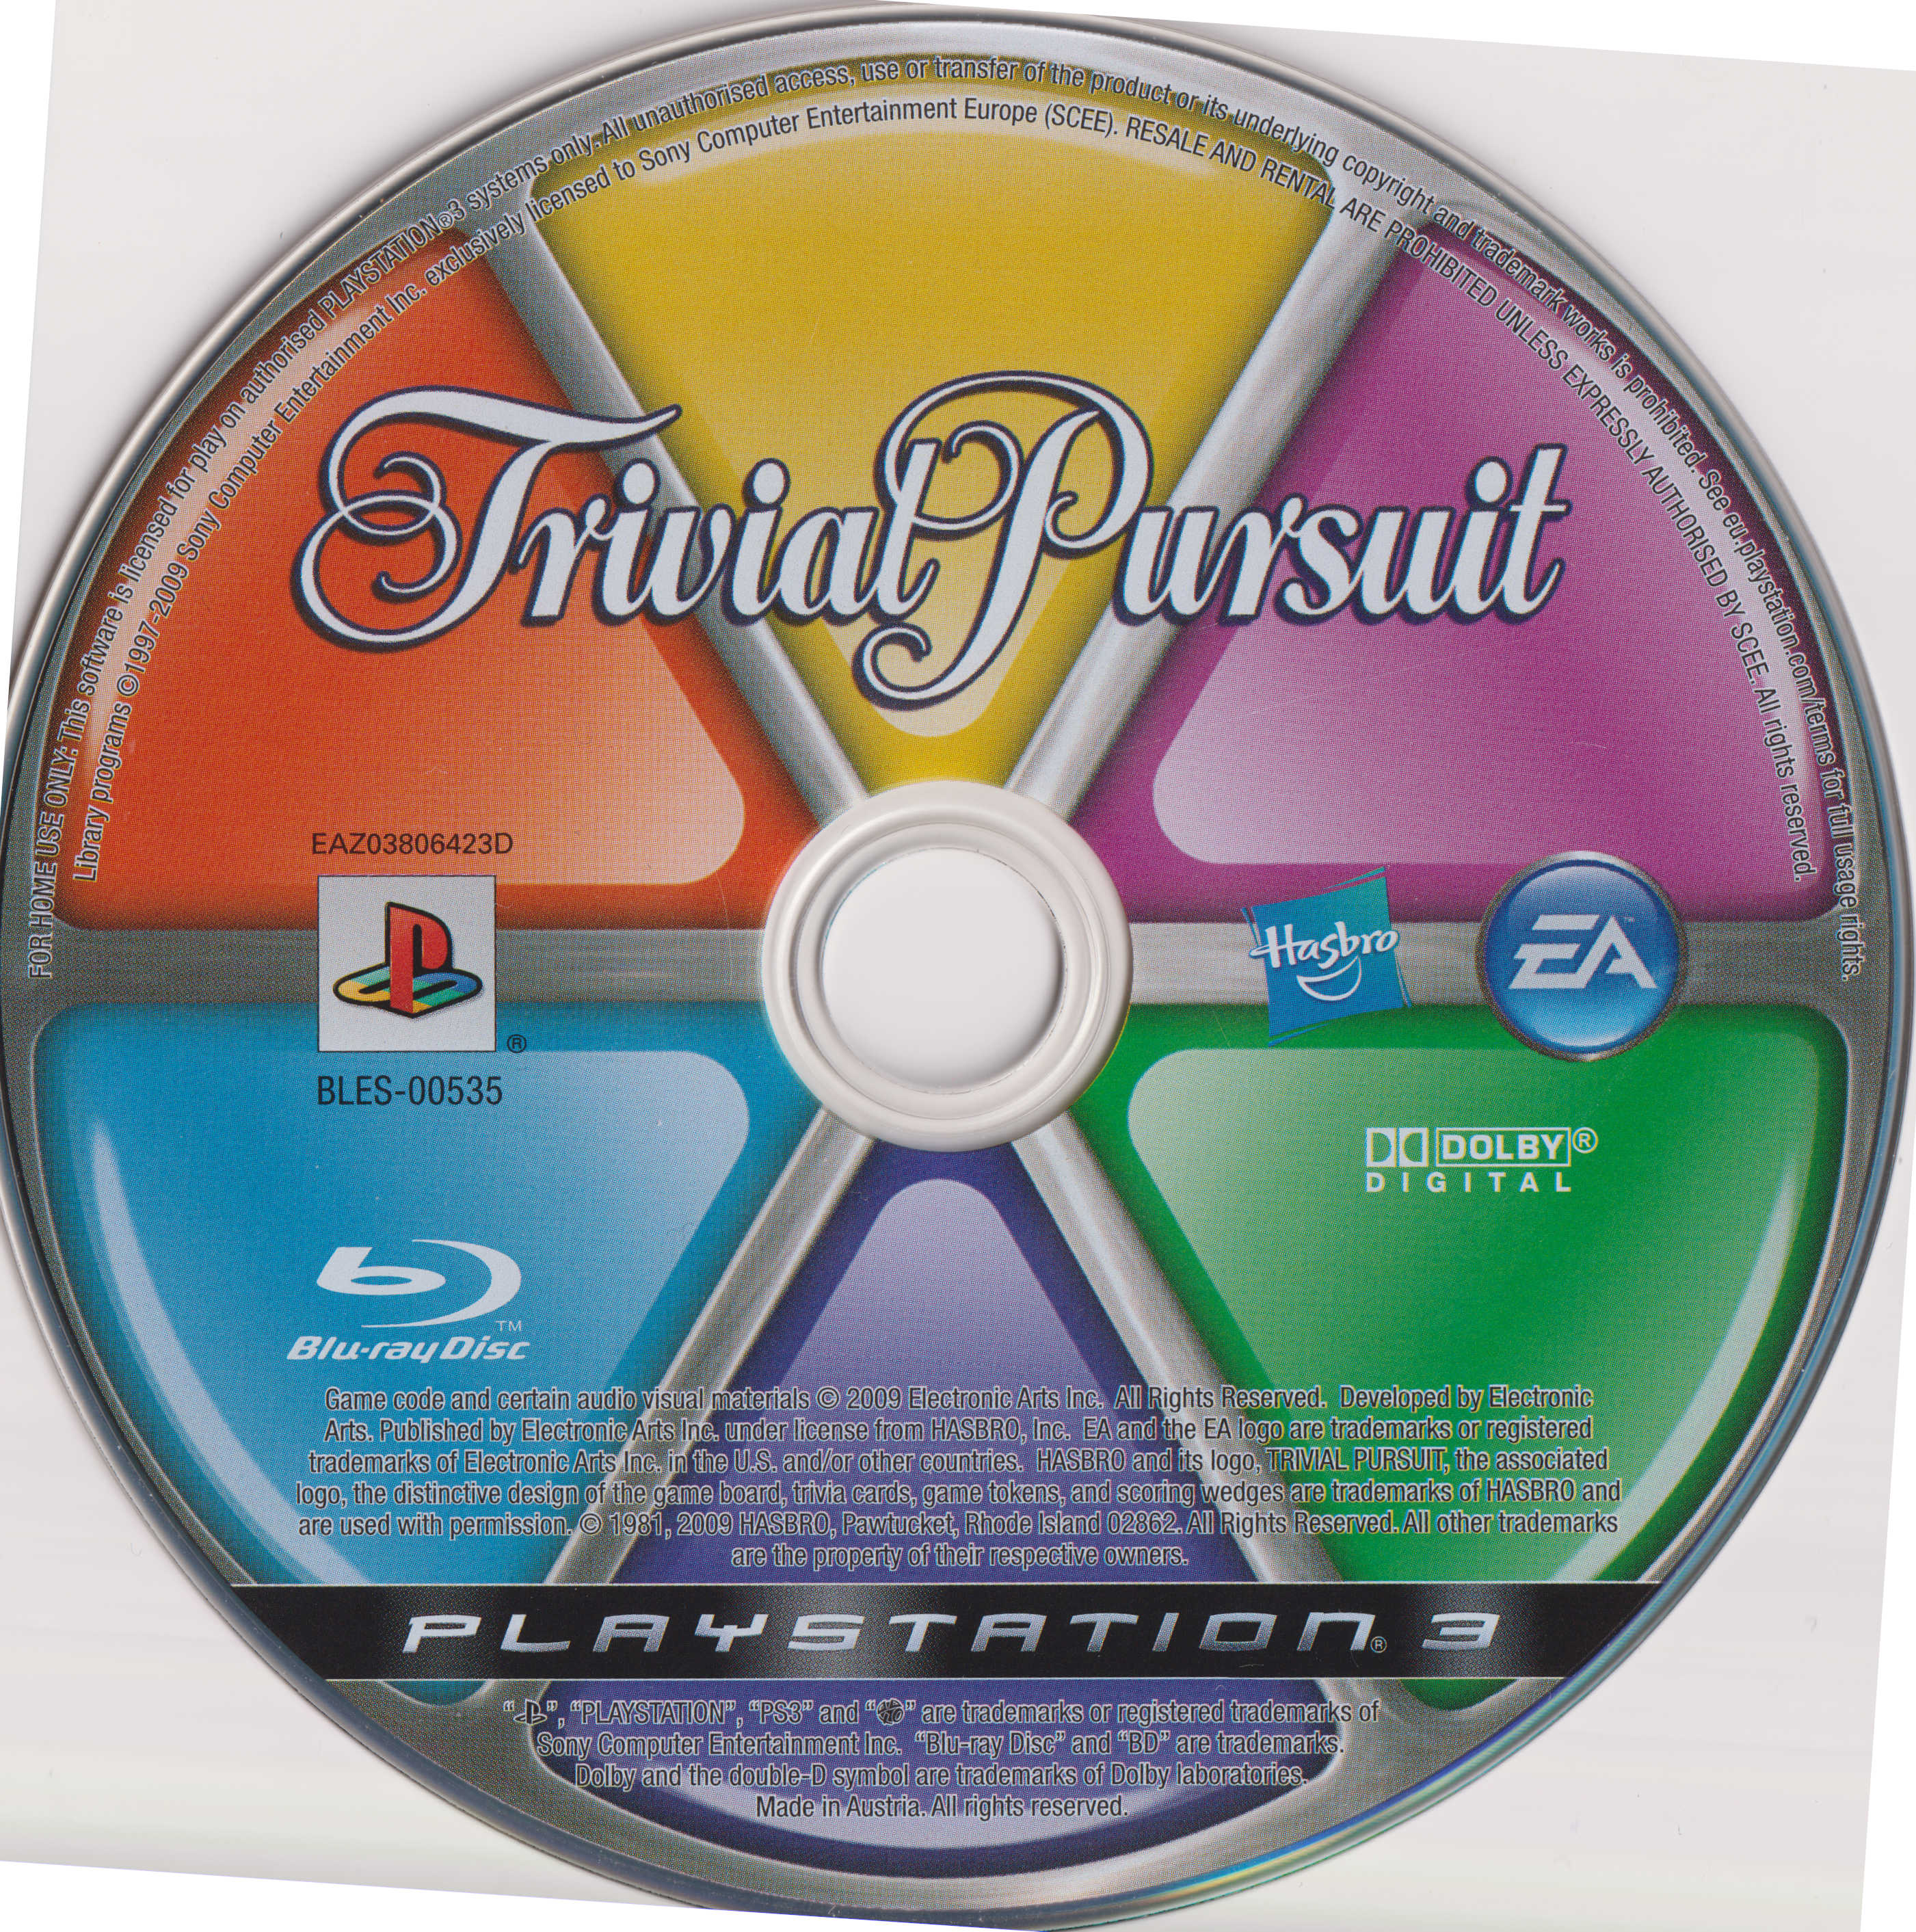 FOR HOME USE ONLY: This software is licensed for play on authorised PLAYSTATION®3 systems only. All unauthorised access, use or transfer of the product or its underlying copyright and trademark works is prohibited. See eu.playstation.com/terms for full usage rights.
Library programs ©1997-2009 Sony Computer Entertainment Inc. exclusively licensed to Sony Computer Entertainment Europe (SCEE). RESALE AND RENTAL ARE PROHIBITED UNLESS EXPRESSLY AUTHORISED BY SCEE. All rights reserved.
Trivial Pursuit
EAZ03806423D
®
BLES-00535
Hasbro
EA™
DOLBY®
DIGITAL
TM
Blu-ray Disc
Game code and certain audio visual materials © 2009 Electronic Arts Inc. All Rights Reserved. Developed by Electronic
Arts. Published by Electronic Arts Inc. under license from HASBRO, Inc. EA and the EA logo are trademarks or registered
trademarks of Electronic Arts Inc. in the U.S. and/or other countries. HASBRO and its logo, TRIVIAL PURSUIT, the associated
logo, the distinctive design of the game board, trivia cards, game tokens, and scoring wedges are trademarks of HASBRO and
are used with permission. © 1981, 2009 HASBRO, Pawtucket, Rhode Island 02862. All Rights Reserved. All other trademarks
are the property of their respective owners.
PLAYSTATION® 3
“ ”, “PLAYSTATION”, “PS3” and “ ” are trademarks or registered trademarks of
Sony Computer Entertainment Inc. “Blu-ray Disc” and “BD” are trademarks.
Dolby and the double-D symbol are trademarks of Dolby laboratories.
Made in Austria. All rights reserved.